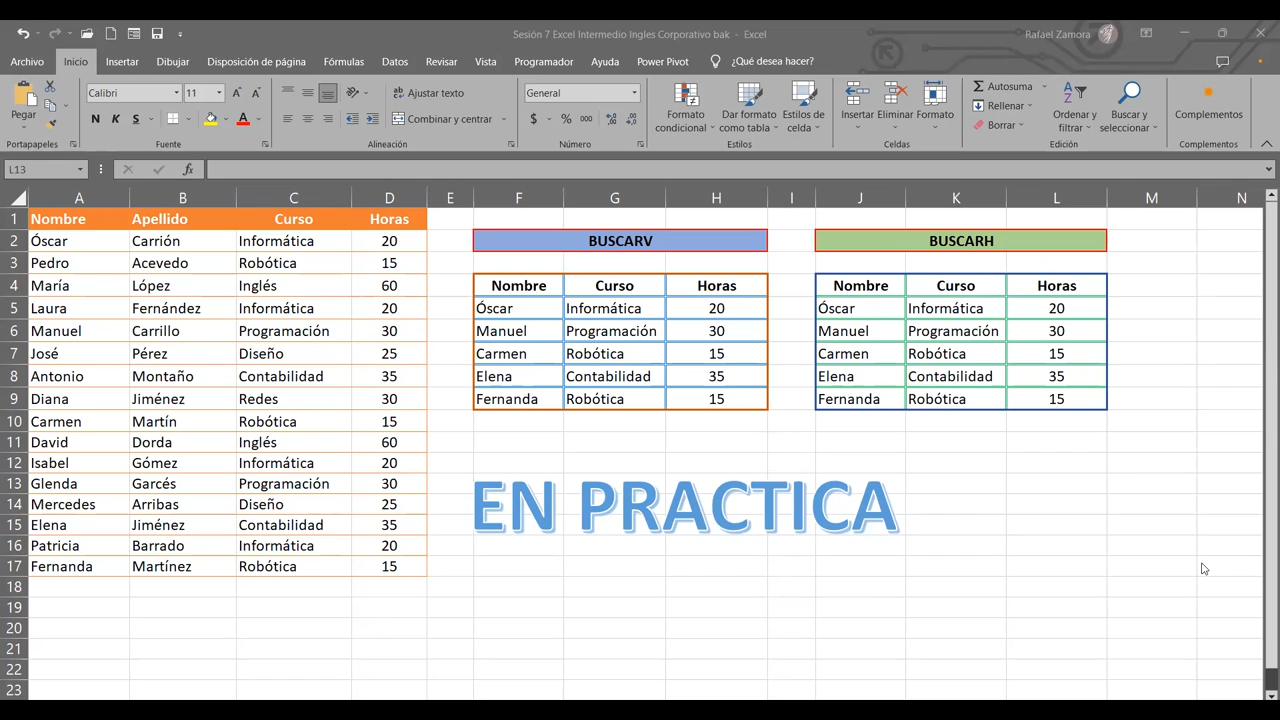 Sesión 7 Excel Intermedio Ingles Corporativo bak - Excel
Rafael Zamora
Archivo Inicio Insertar Dibujar Disposición de página Fórmulas Datos Revisar Vista Programador Ayuda Power Pivot ¿Qué desea hacer?
Pegar
Calibri 11
N K S
Ajustar texto
Combinar y centrar
General
$ % 000
Formato condicional
Dar formato como tabla
Estilos de celda
Insertar Eliminar Formato
Autosuma
Rellenar
Borrar
Ordenar y filtrar
Buscar y seleccionar
Complementos
Portapapeles Fuente Alineación Número Estilos Celdas Edición Complementos
L13 fx
A B C D E F G H I J K L M N
1 Nombre Apellido Curso Horas
2 Óscar Carrión Informática 20 BUSCARV BUSCARH
3 Pedro Acevedo Robótica 15
4 María López Inglés 60 Nombre Curso Horas Nombre Curso Horas
5 Laura Fernández Informática 20 Óscar Informática 20 Óscar Informática 20
6 Manuel Carrillo Programación 30 Manuel Programación 30 Manuel Programación 30
7 José Pérez Diseño 25 Carmen Robótica 15 Carmen Robótica 15
8 Antonio Montaño Contabilidad 35 Elena Contabilidad 35 Elena Contabilidad 35
9 Diana Jiménez Redes 30 Fernanda Robótica 15 Fernanda Robótica 15
10 Carmen Martín Robótica 15
11 David Dorda Inglés 60
12 Isabel Gómez Informática 20
13 Glenda Garcés Programación 30
14 Mercedes Arribas Diseño 25
15 Elena Jiménez Contabilidad 35
16 Patricia Barrado Informática 20
17 Fernanda Martínez Robótica 15
EN PRACTICA
18
19
20
21
22
23